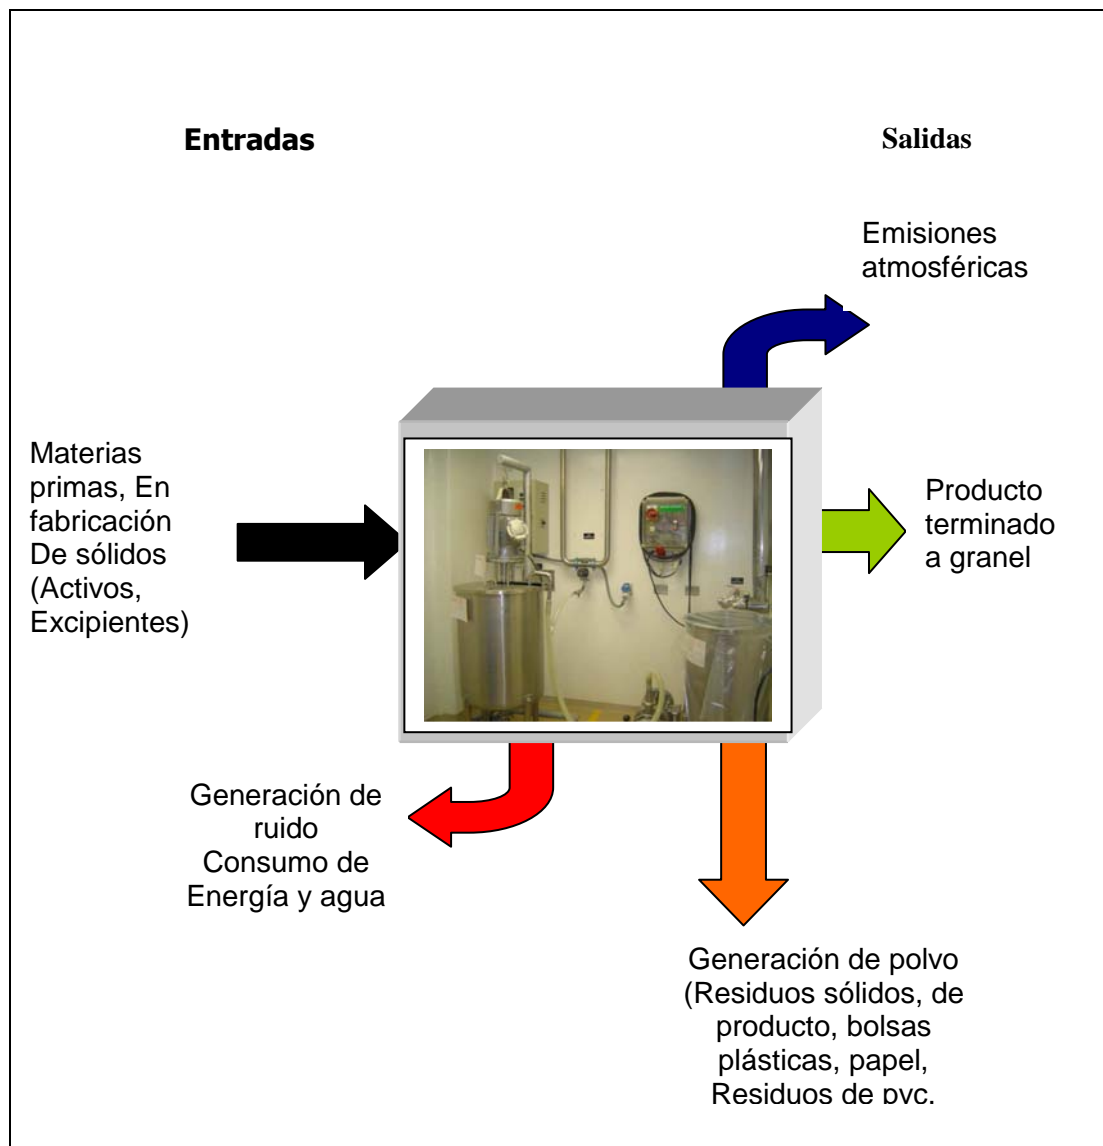 Entradas
Salidas
Emisiones
atmosféricas
Materias
primas, En
fabricación
De sólidos
(Activos,
Excipientes)
Producto
terminado
a granel
Generación de
ruido
Consumo de
Energía y agua
Generación de polvo
(Residuos sólidos, de
producto, bolsas
plásticas, papel,
Residuos de pvc.